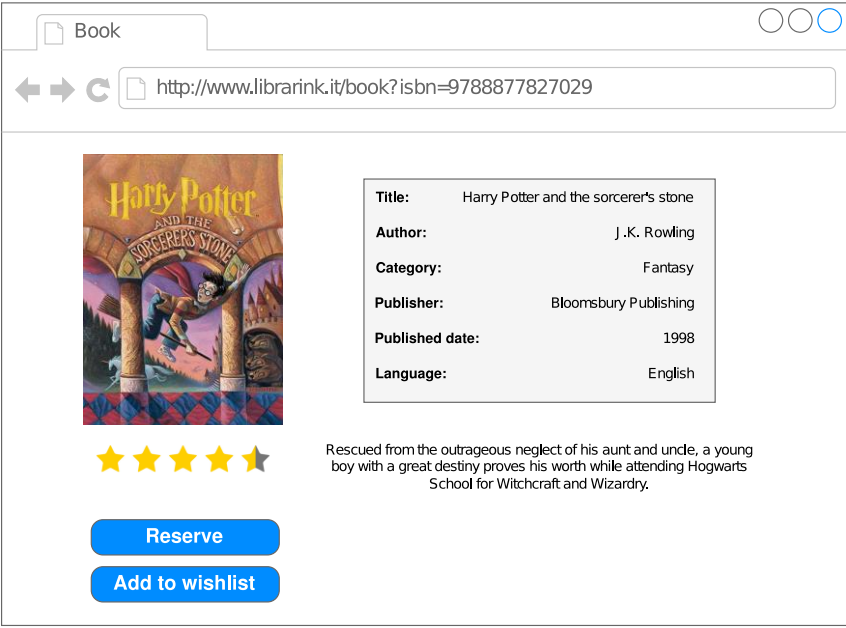 Book
http://www.librarink.it/book?isbn=9788877827029
Harry Potter
AND THE
SORCERER'S STONE
Title: Harry Potter and the sorcerer's stone
Author: J.K. Rowling
Category: Fantasy
Publisher: Bloomsbury Publishing
Published date: 1998
Language: English
Rescued from the outrageous neglect of his aunt and uncle, a young
boy with a great destiny proves his worth while attending Hogwarts
School for Witchcraft and Wizardry.
Reserve
Add to wishlist